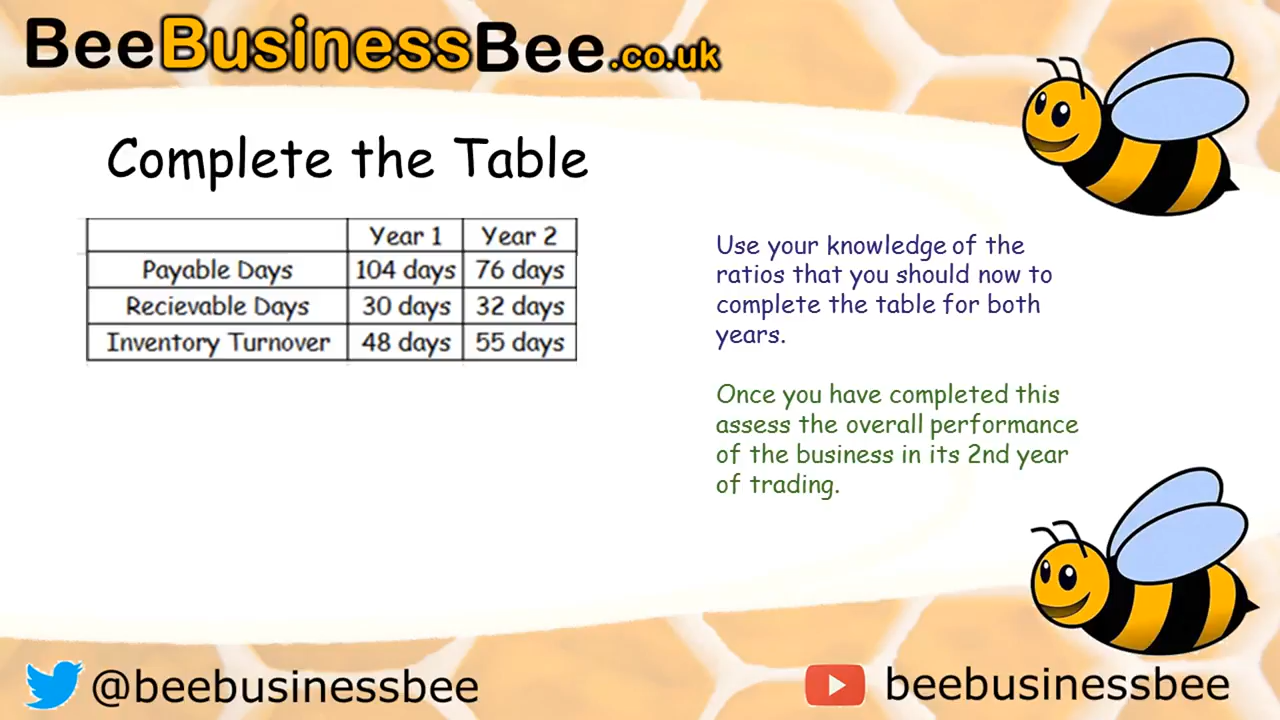 BeeBusinessBee.co.uk
Complete the Table
Year 1 Year 2
Payable Days 104 days 76 days
Recievable Days 30 days 32 days
Inventory Turnover 48 days 55 days
Use your knowledge of the
ratios that you should now to
complete the table for both
years.
Once you have completed this
assess the overall performance
of the business in its 2nd year
of trading.
@beebusinessbee
beebusinessbee